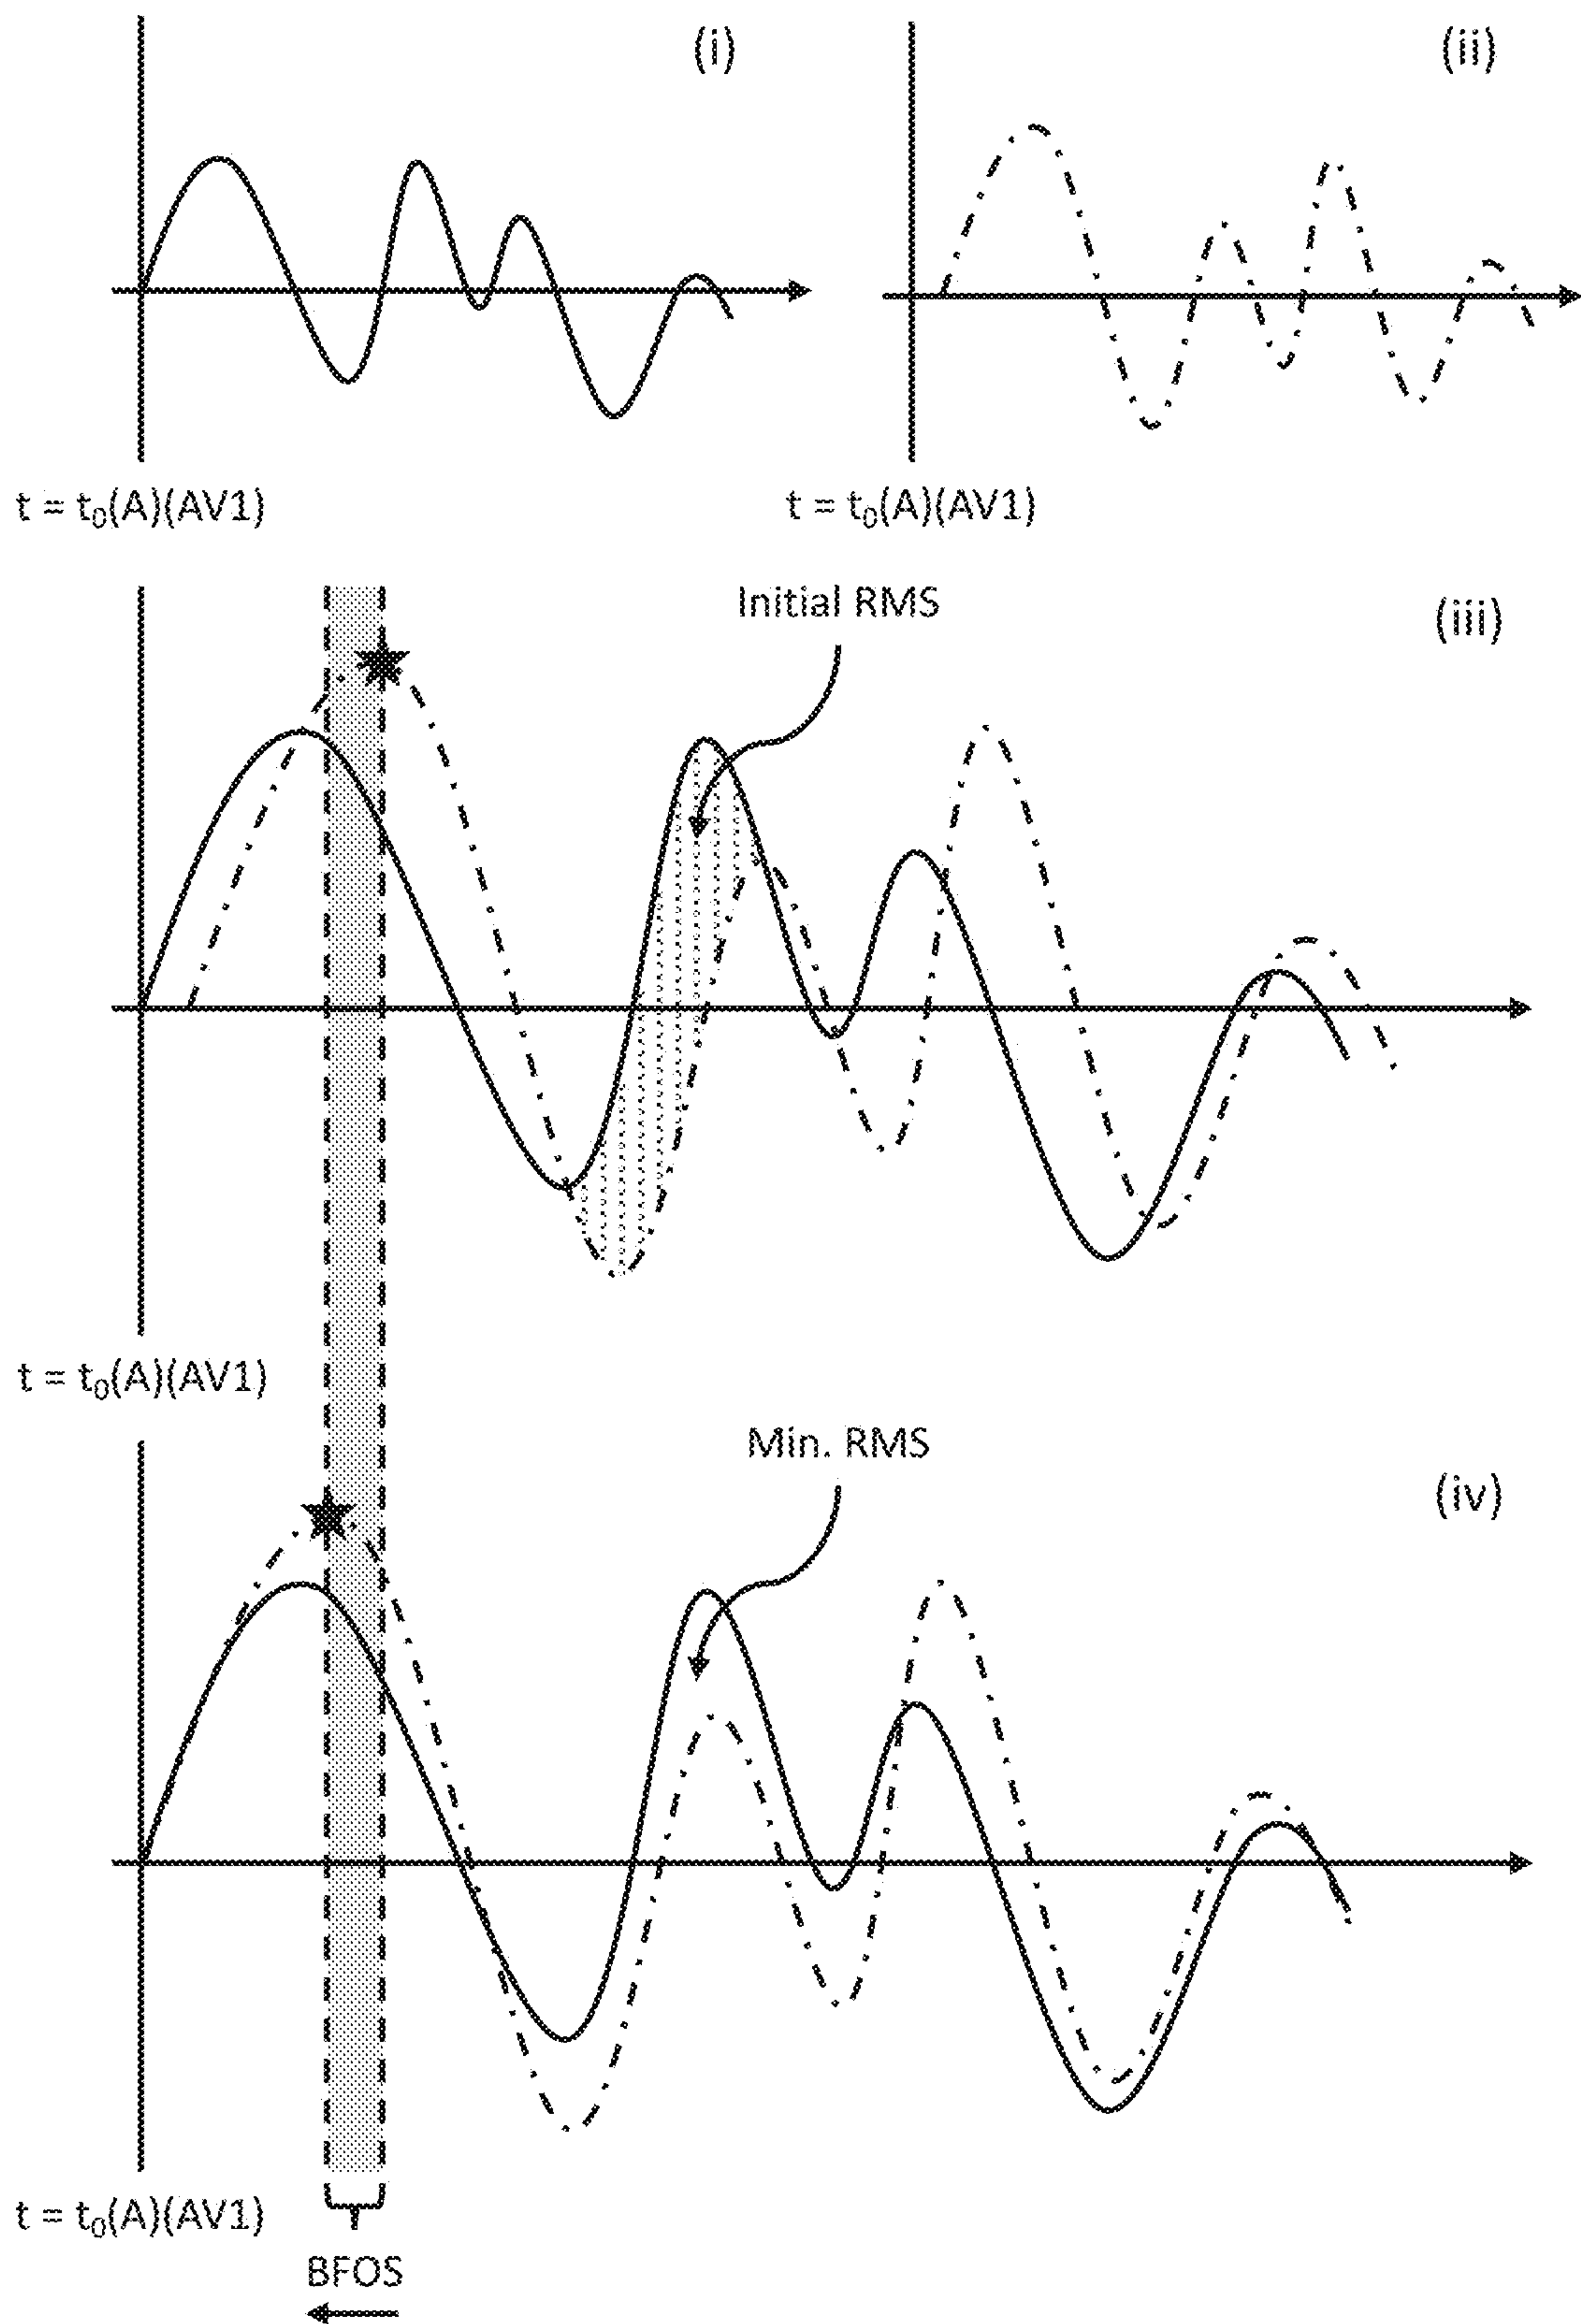 (i)
(ii)
t = t₀(A)(AV1)
t = t₀(A)(AV1)
Initial RMS
(iii)
t = t₀(A)(AV1)
Min. RMS
(iv)
t = t₀(A)(AV1)
BFOS